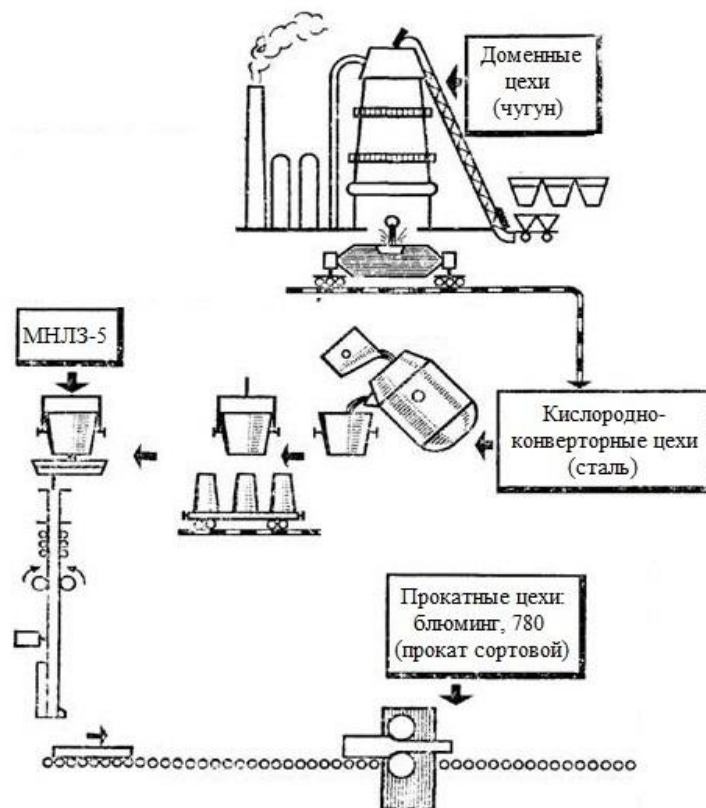 Доменные
цехи
(чугун)
МНЛЗ-5
Кислородно-
конверторные цехи
(сталь)
Прокатные цехи:
блюминг, 780
(прокат сортовой)